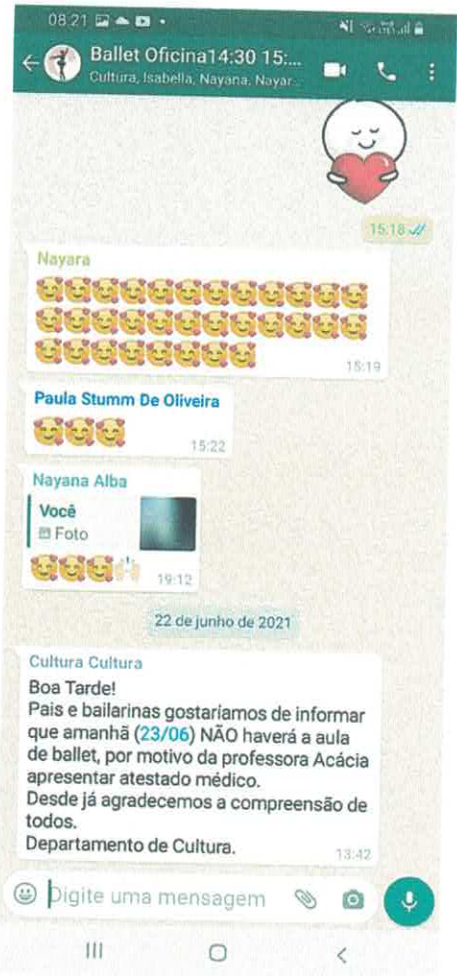 08:21
Ballet Oficina14:30 15:...
Cultura, Isabella, Nayana, Nayar...
15:18
Nayara
15:19
Paula Stumm De Oliveira
15:22
Nayana Alba
Você
Foto
19:12
22 de junho de 2021
Cultura Cultura
Boa Tarde!
Pais e bailarinas gostaríamos de informar
que amanhã (23/06) NÃO haverá a aula
de ballet, por motivo da professora Acácia
apresentar atestado médico.
Desde já agradecemos a compreensão de
todos.
Departamento de Cultura.
13:42
Digite uma mensagem